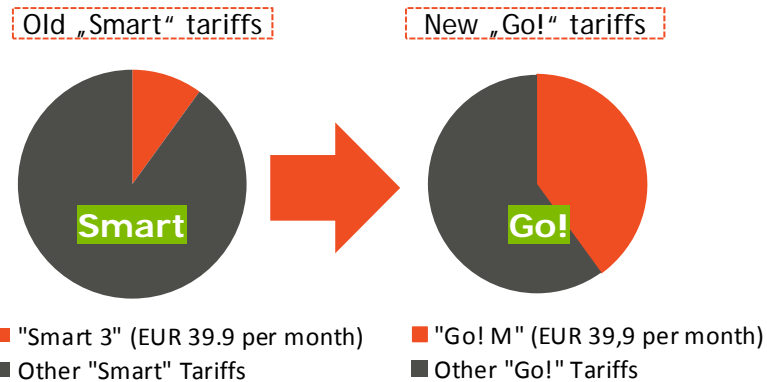 Old „Smart“ tariffs
New „Go!“ tariffs
Smart
Go!
"Smart 3" (EUR 39.9 per month)
Other "Smart" Tariffs
"Go! M" (EUR 39,9 per month)
Other "Go!" Tariffs